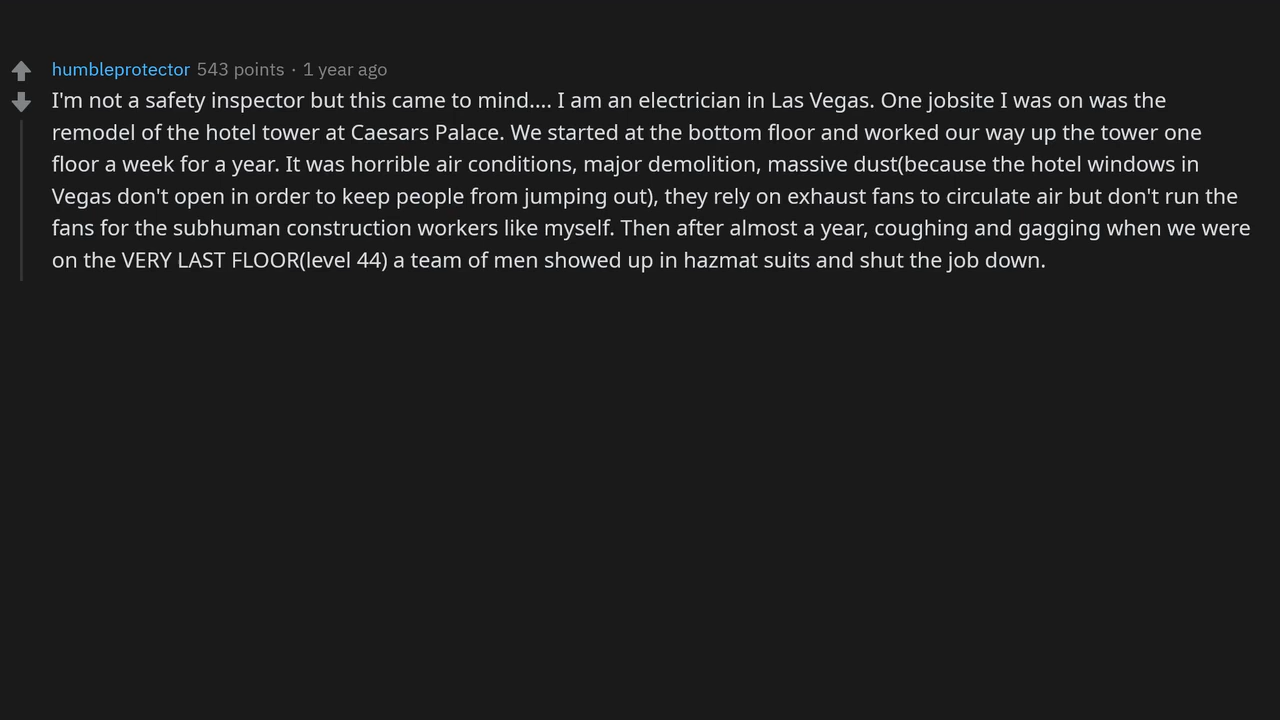 humbleprotector 543 points · 1 year ago
I'm not a safety inspector but this came to mind.... I am an electrician in Las Vegas. One jobsite I was on was the
remodel of the hotel tower at Caesars Palace. We started at the bottom floor and worked our way up the tower one
floor a week for a year. It was horrible air conditions, major demolition, massive dust(because the hotel windows in
Vegas don't open in order to keep people from jumping out), they rely on exhaust fans to circulate air but don't run the
fans for the subhuman construction workers like myself. Then after almost a year, coughing and gagging when we were
on the VERY LAST FLOOR(level 44) a team of men showed up in hazmat suits and shut the job down.